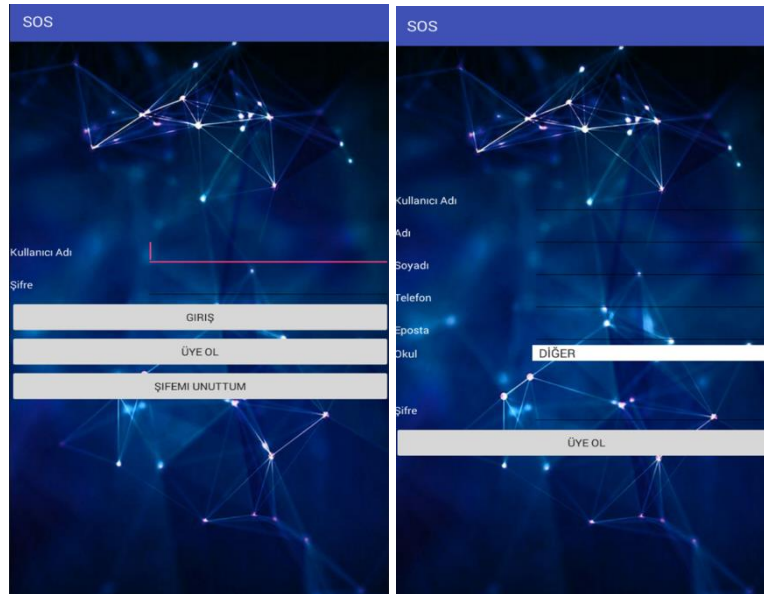 SOS
Kullanıcı Adı
Şifre
GIRIŞ
ÜYE OL
ŞIFEMI UNUTTUM
SOS
Kullanıcı Adı
Adı
Soyadı
Telefon
Eposta
Okul DİĞER
Şifre
ÜYE OL